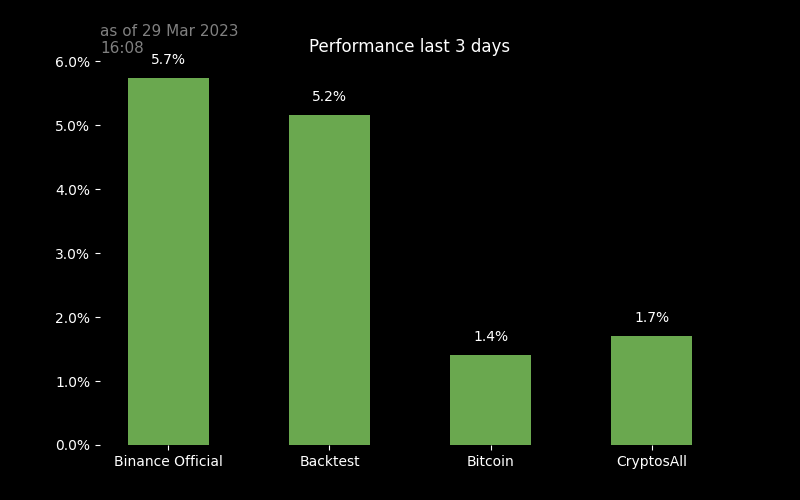 as of 29 Mar 2023
16:08
Performance last 3 days
6.0%
5.0%
4.0%
3.0%
2.0%
1.0%
0.0%
5.7%
5.2%
1.4%
1.7%
Binance Official
Backtest
Bitcoin
CryptosAll